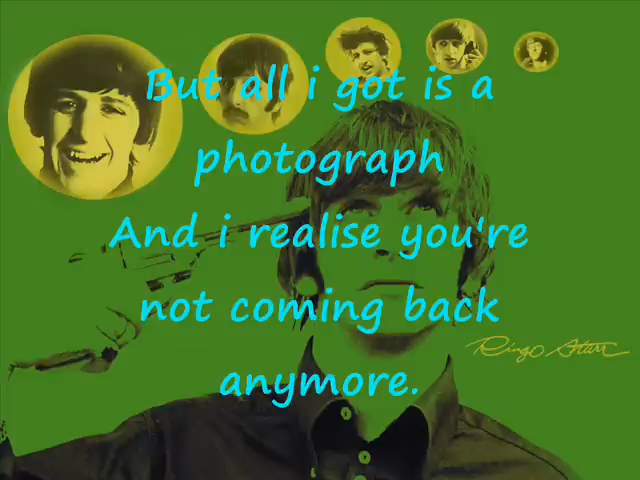 But all i got is a
photograph
And i realise you're
not coming back
anymore.
Ringo Starr